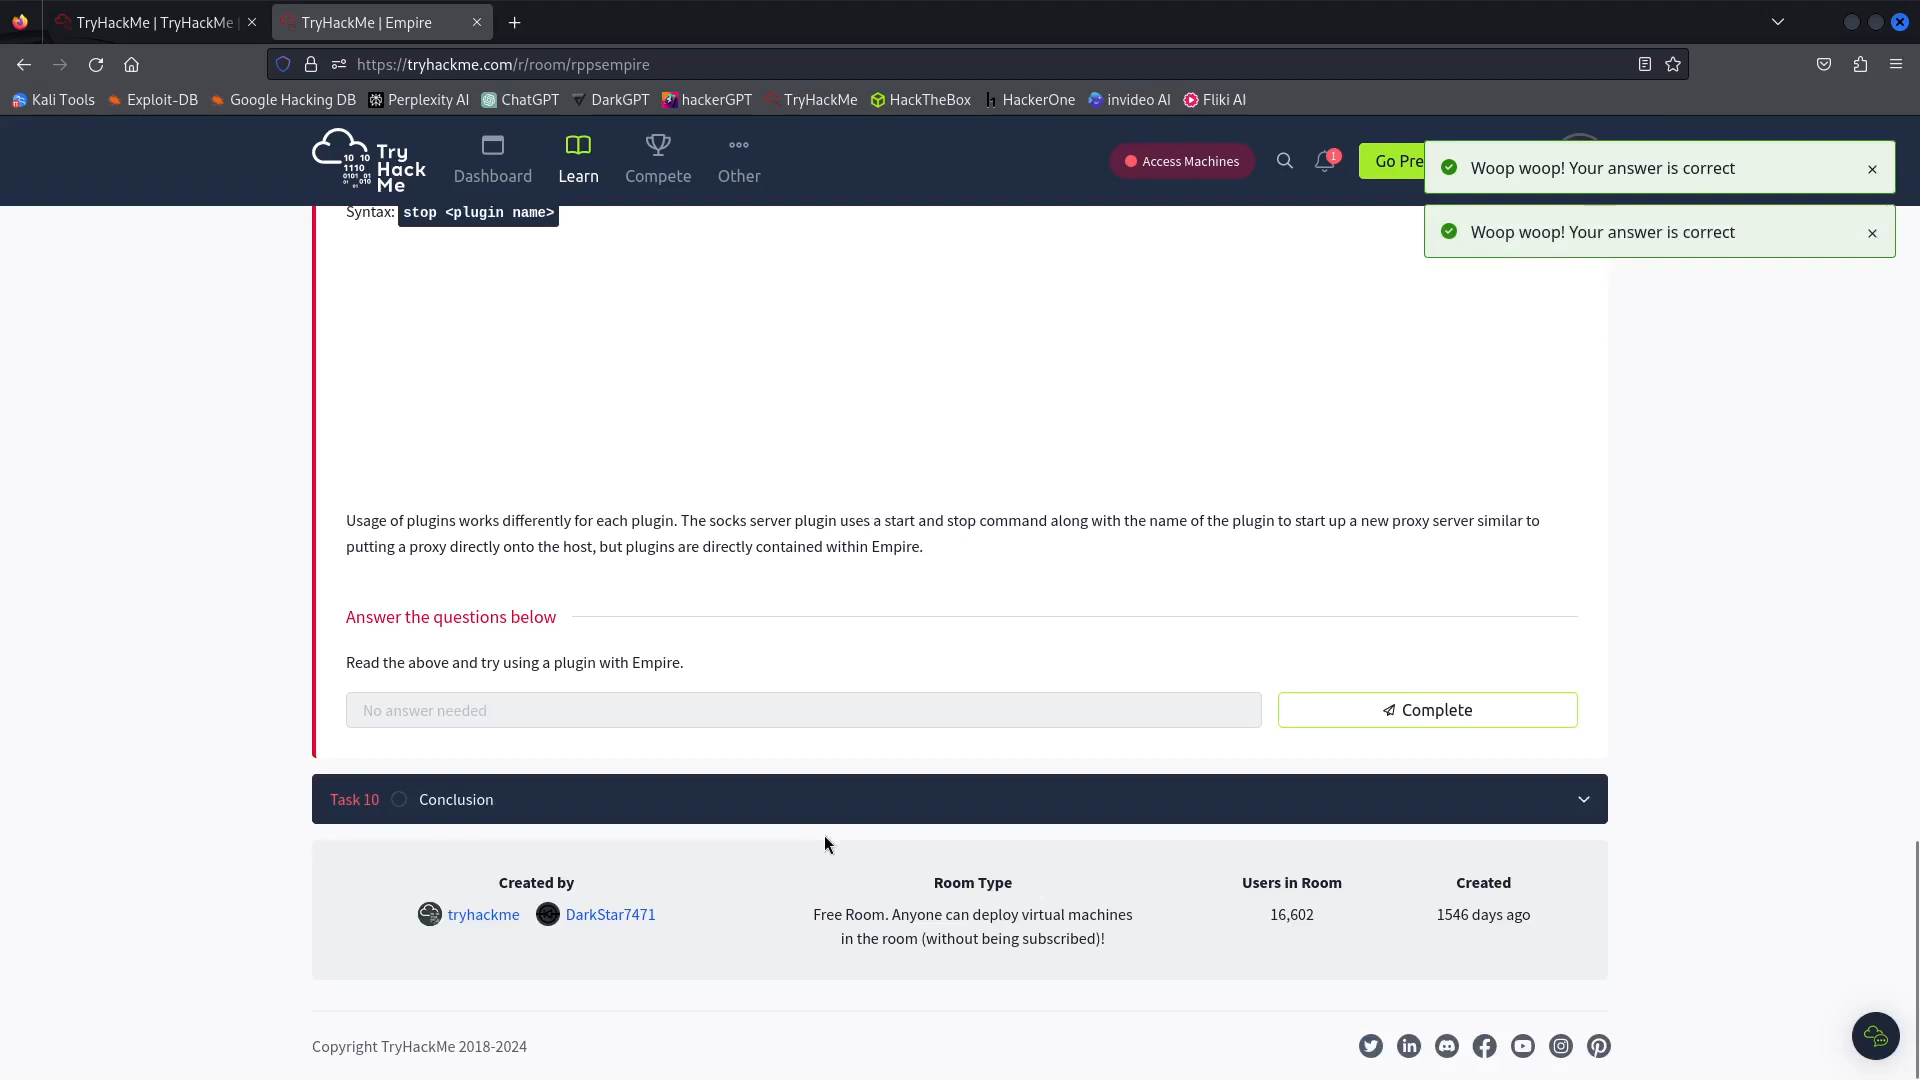 TryHackMe | TryHackMe
TryHackMe | Empire
https://tryhackme.com/r/room/rppsempire
Kali Tools
Exploit-DB
Google Hacking DB
Perplexity AI
ChatGPT
DarkGPT
hackerGPT
TryHackMe
HackTheBox
HackerOne
invideo AI
Fliki AI
Try
Hack
Me
Dashboard
Learn
Compete
Other
Access Machines
1
Go Pre
Woop woop! Your answer is correct
Woop woop! Your answer is correct
Syntax: stop <plugin name>
Usage of plugins works differently for each plugin. The socks server plugin uses a start and stop command along with the name of the plugin to start up a new proxy server similar to
putting a proxy directly onto the host, but plugins are directly contained within Empire.
Answer the questions below
Read the above and try using a plugin with Empire.
No answer needed
Complete
Task 10
Conclusion
Created by
tryhackme
DarkStar7471
Room Type
Free Room. Anyone can deploy virtual machines
in the room (without being subscribed)!
Users in Room
16,602
Created
1546 days ago
Copyright TryHackMe 2018-2024